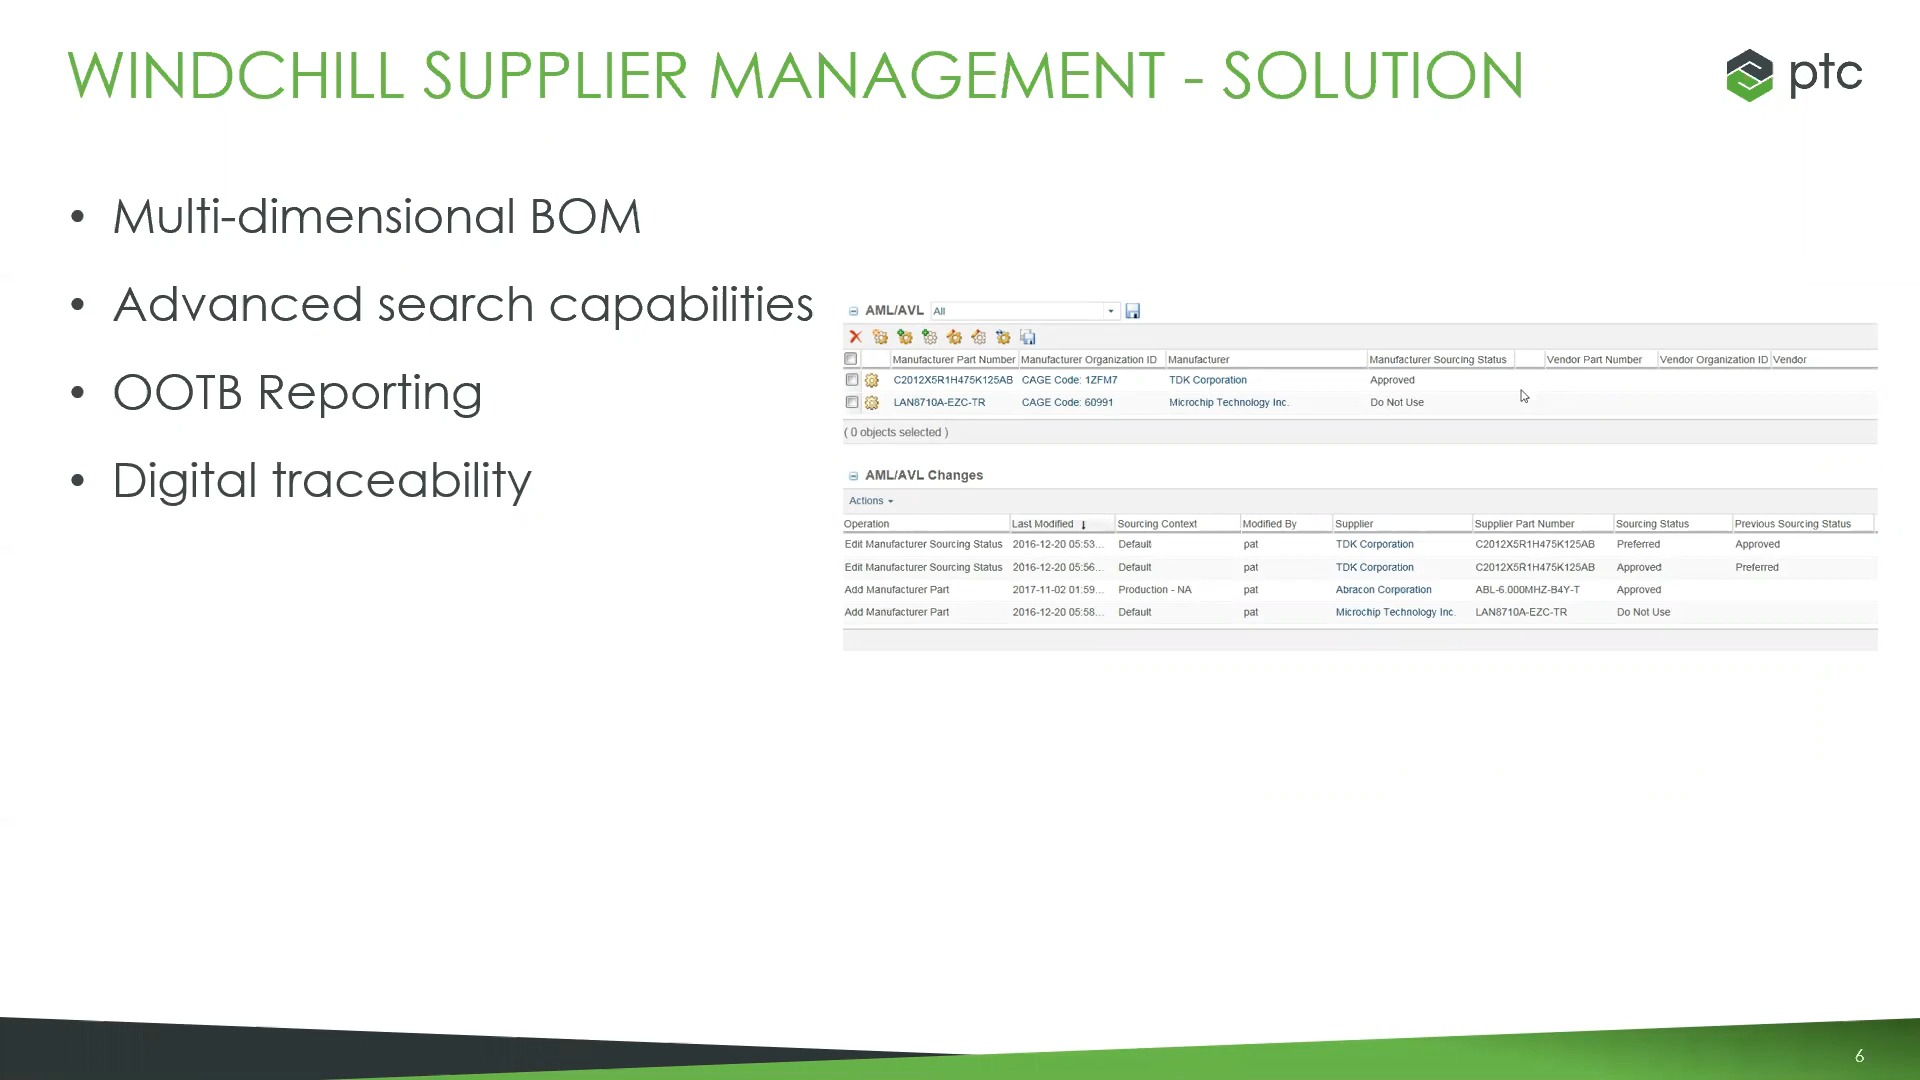 WINDCHILL SUPPLIER MANAGEMENT - SOLUTION
ptc
• Multi-dimensional BOM
• Advanced search capabilities
• OOTB Reporting
• Digital traceability
AML/AVL All
Manufacturer Part Number Manufacturer Organization ID Manufacturer Manufacturer Sourcing Status Vendor Part Number Vendor Organization ID Vendor
C2012X5R1H475K125AB CAGE Code: 1ZFM7 TDK Corporation Approved
LAN8710A-EZC-TR CAGE Code: 60991 Microchip Technology Inc. Do Not Use
( 0 objects selected )
AML/AVL Changes
Actions
Operation Last Modified Sourcing Context Modified By Supplier Supplier Part Number Sourcing Status Previous Sourcing Status
Edit Manufacturer Sourcing Status 2016-12-20 05:53... Default pat TDK Corporation C2012X5R1H475K125AB Preferred Approved
Edit Manufacturer Sourcing Status 2016-12-20 05:56... Default pat TDK Corporation C2012X5R1H475K125AB Approved Preferred
Add Manufacturer Part 2017-11-02 01:59... Production - NA pat Abracon Corporation ABL-6.000MHZ-B4Y-T Approved
Add Manufacturer Part 2016-12-20 05:58... Default pat Microchip Technology Inc. LAN8710A-EZC-TR Do Not Use
6